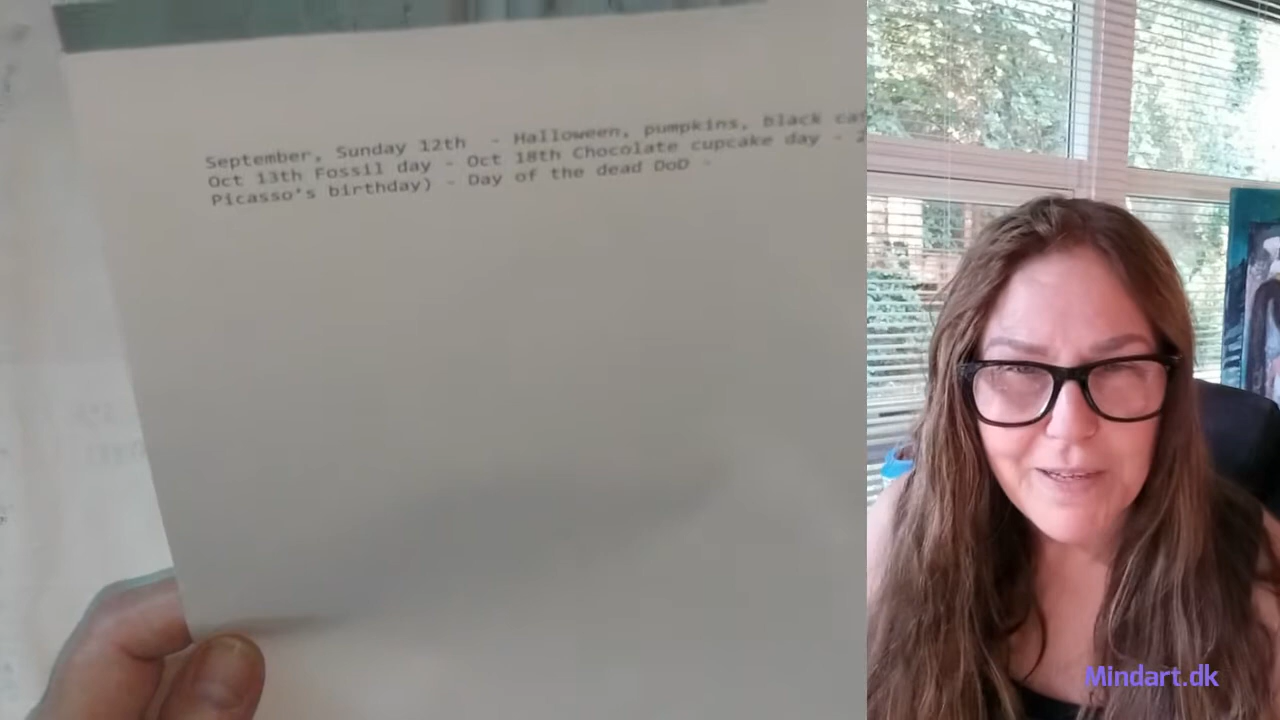 September, Sunday 12th - Halloween, pumpkins, black
Oct 13th Fossil day - Oct 18th Chocolate cupcake day -
Picasso's birthday) - Day of the dead DoD -
Mindart.dk